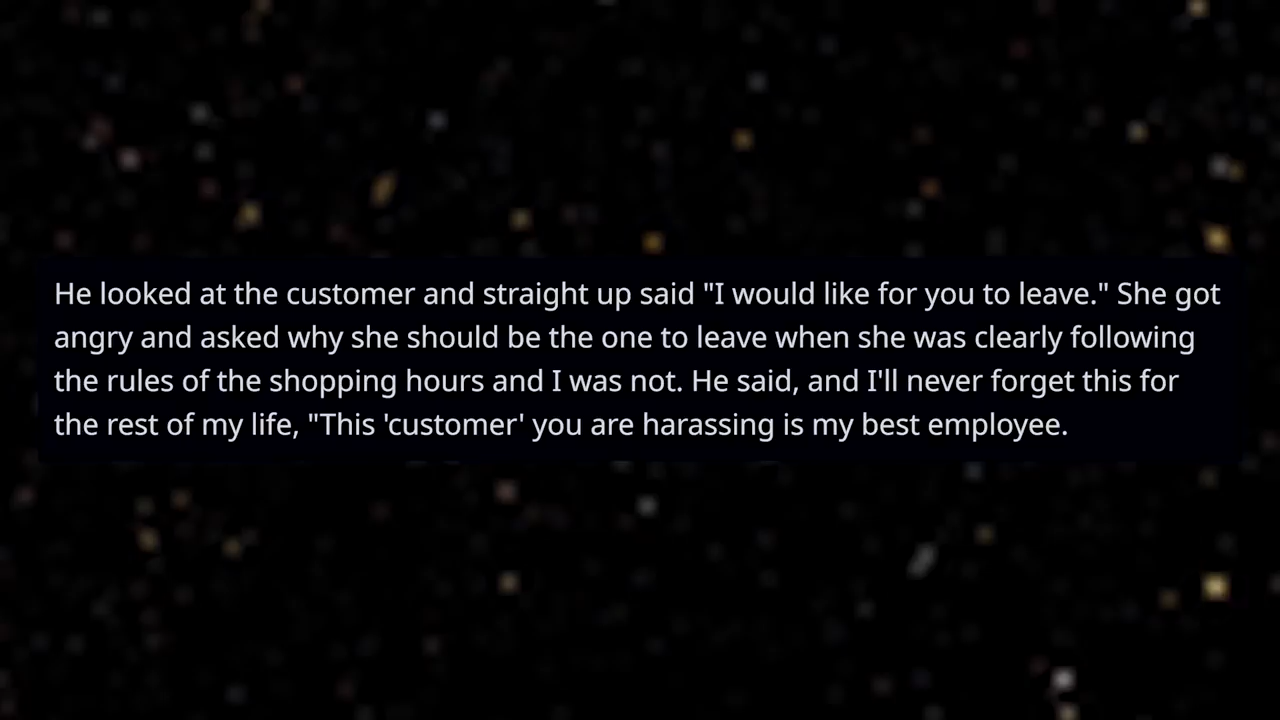 He looked at the customer and straight up said "I would like for you to leave." She got
angry and asked why she should be the one to leave when she was clearly following
the rules of the shopping hours and I was not. He said, and I'll never forget this for
the rest of my life, "This 'customer' you are harassing is my best employee.